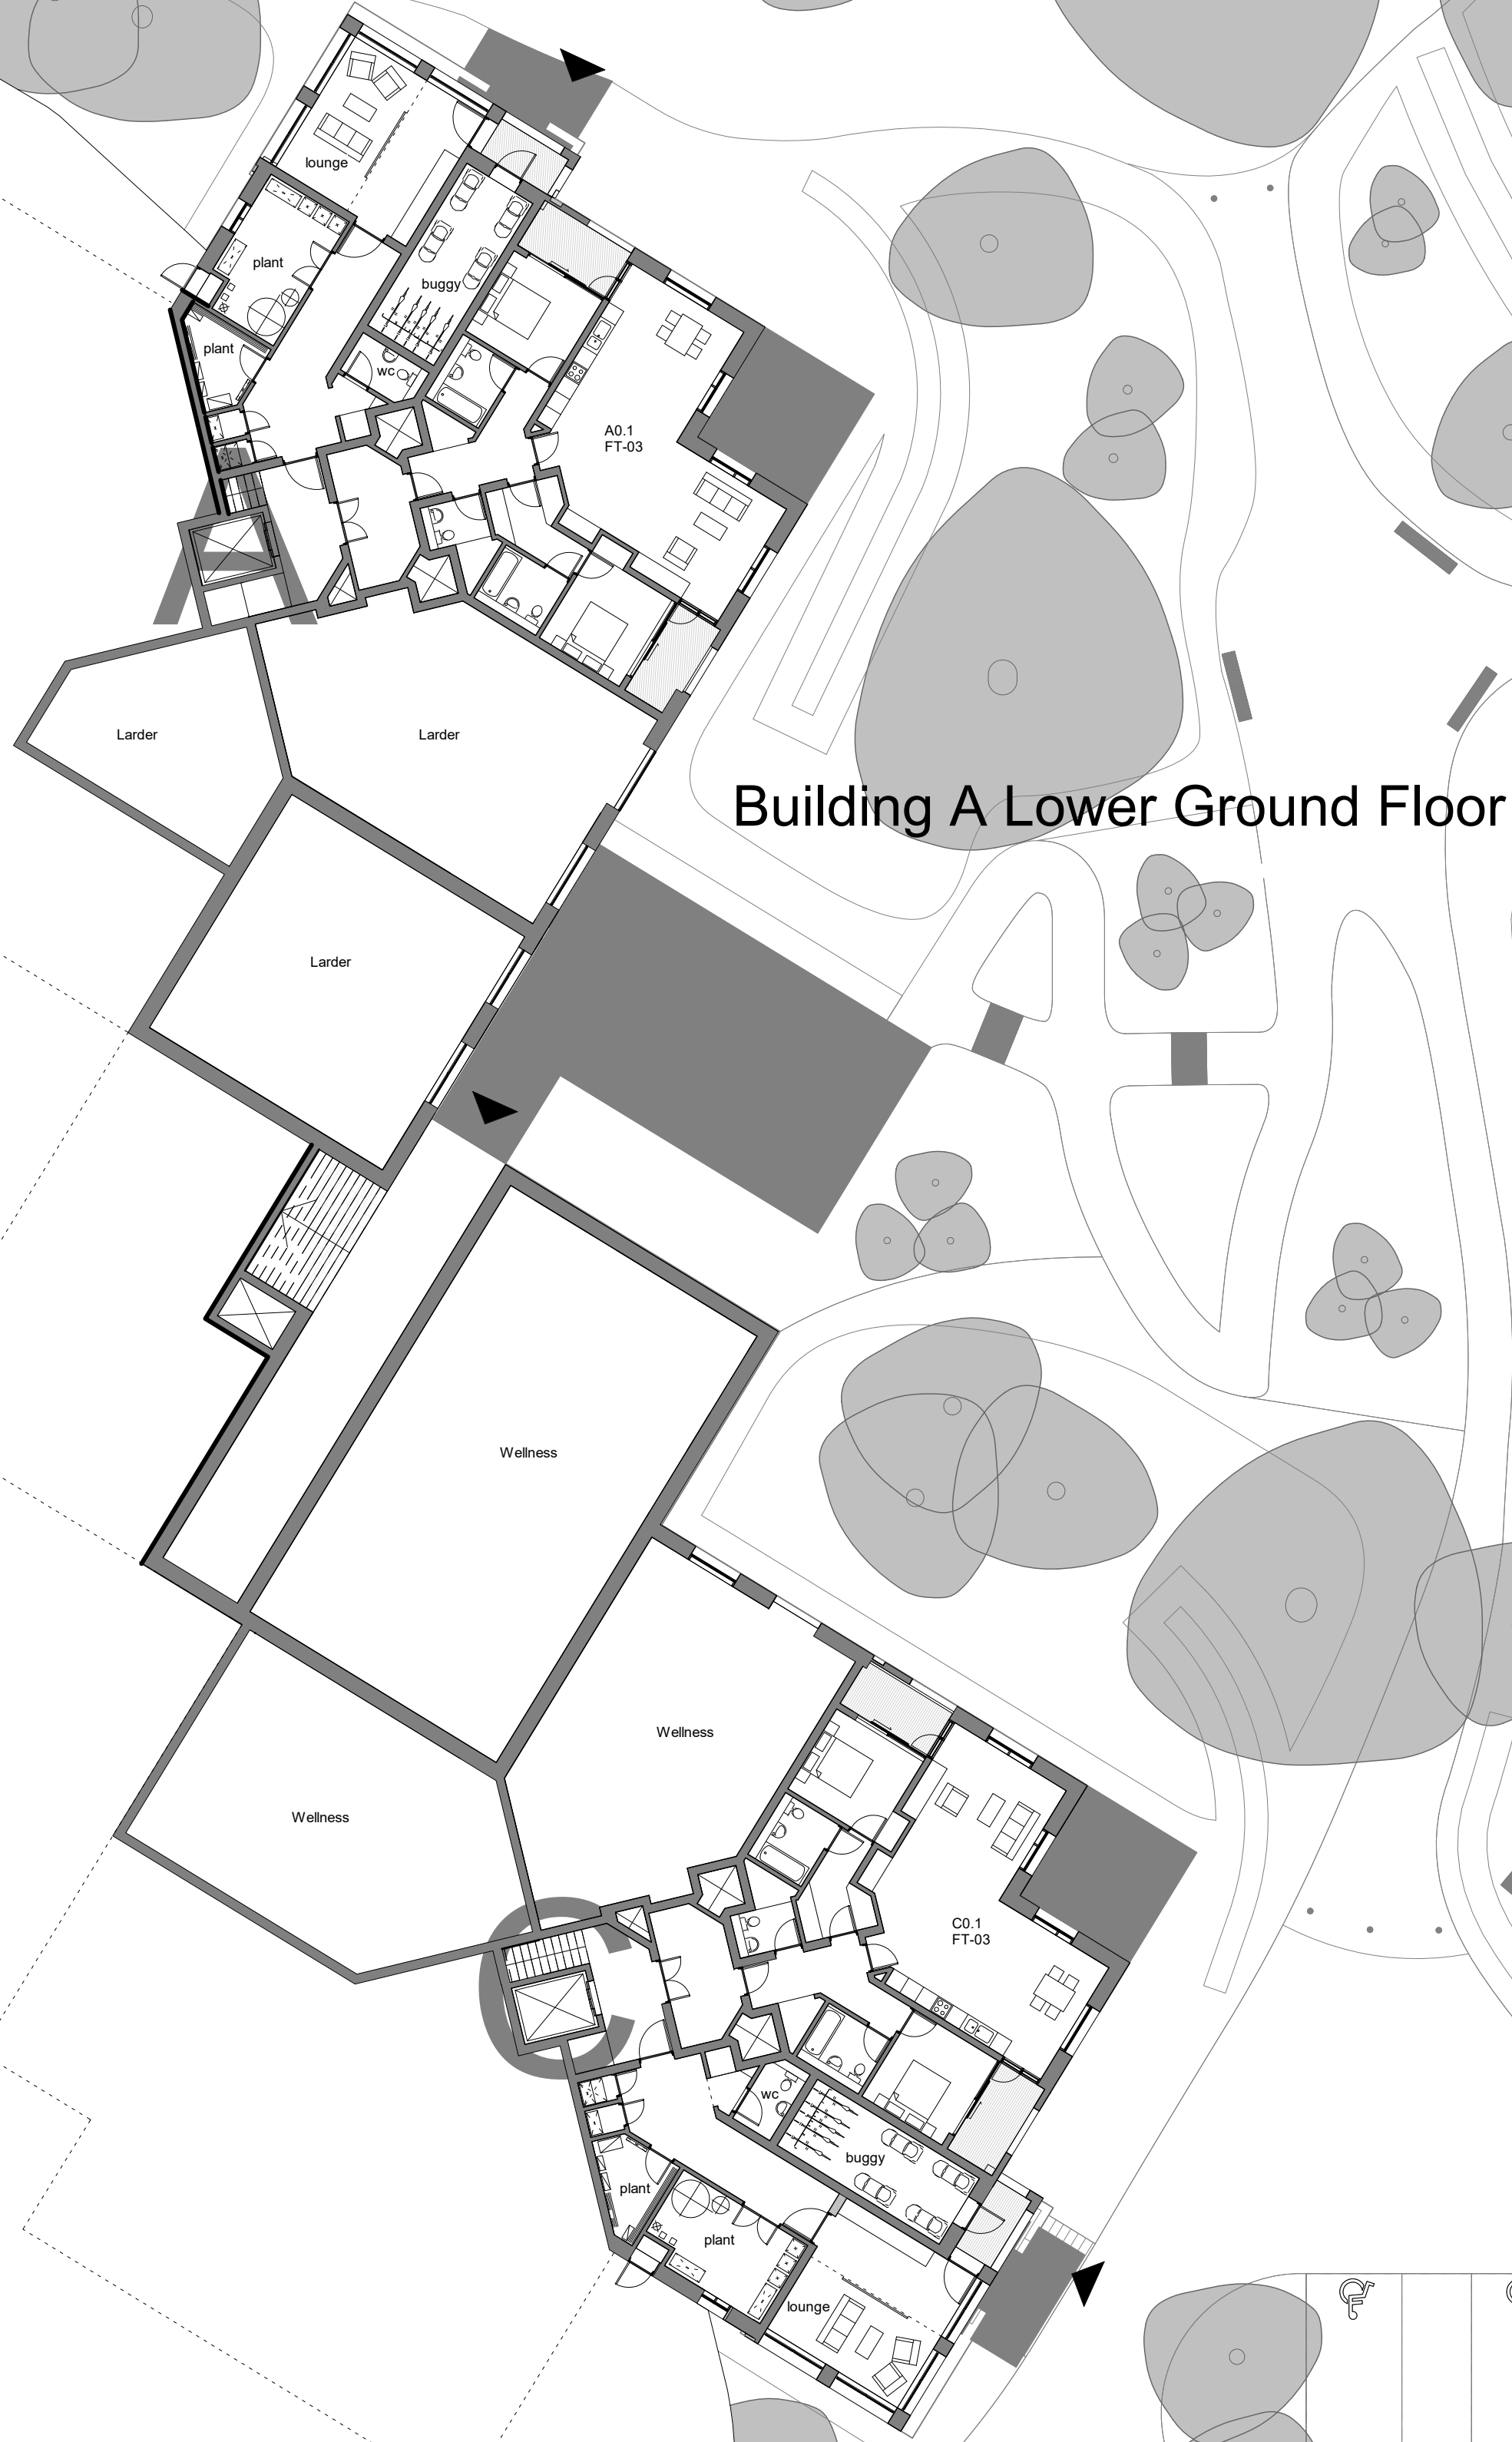 lounge
plant
buggy
plant
wc
A0.1
FT-03
A
Larder
Larder
Building A Lower Ground Floor
Larder
Wellness
Wellness
Wellness
C0.1
FT-03
C
wc
buggy
plant
plant
lounge